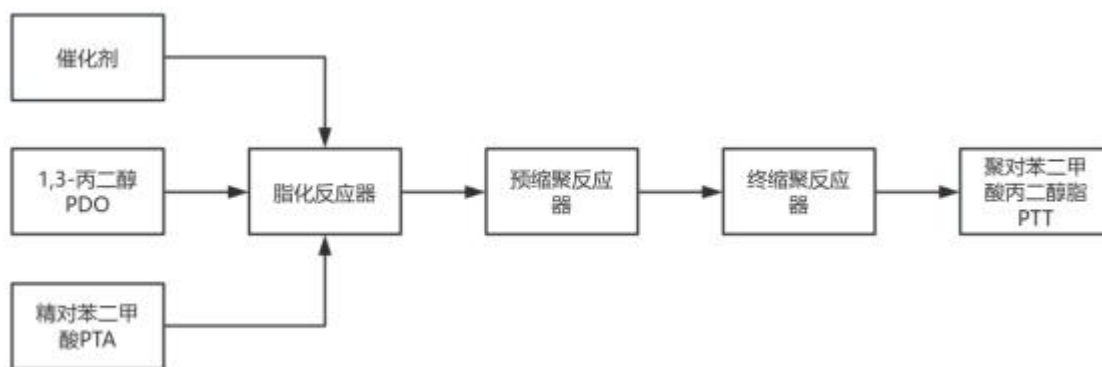 催化剂
1,3-丙二醇
PDO
精对苯二甲
酸PTA
脂化反应器
预缩聚反应
器
终缩聚反应
器
聚对苯二甲
酸丙二醇脂
PTT